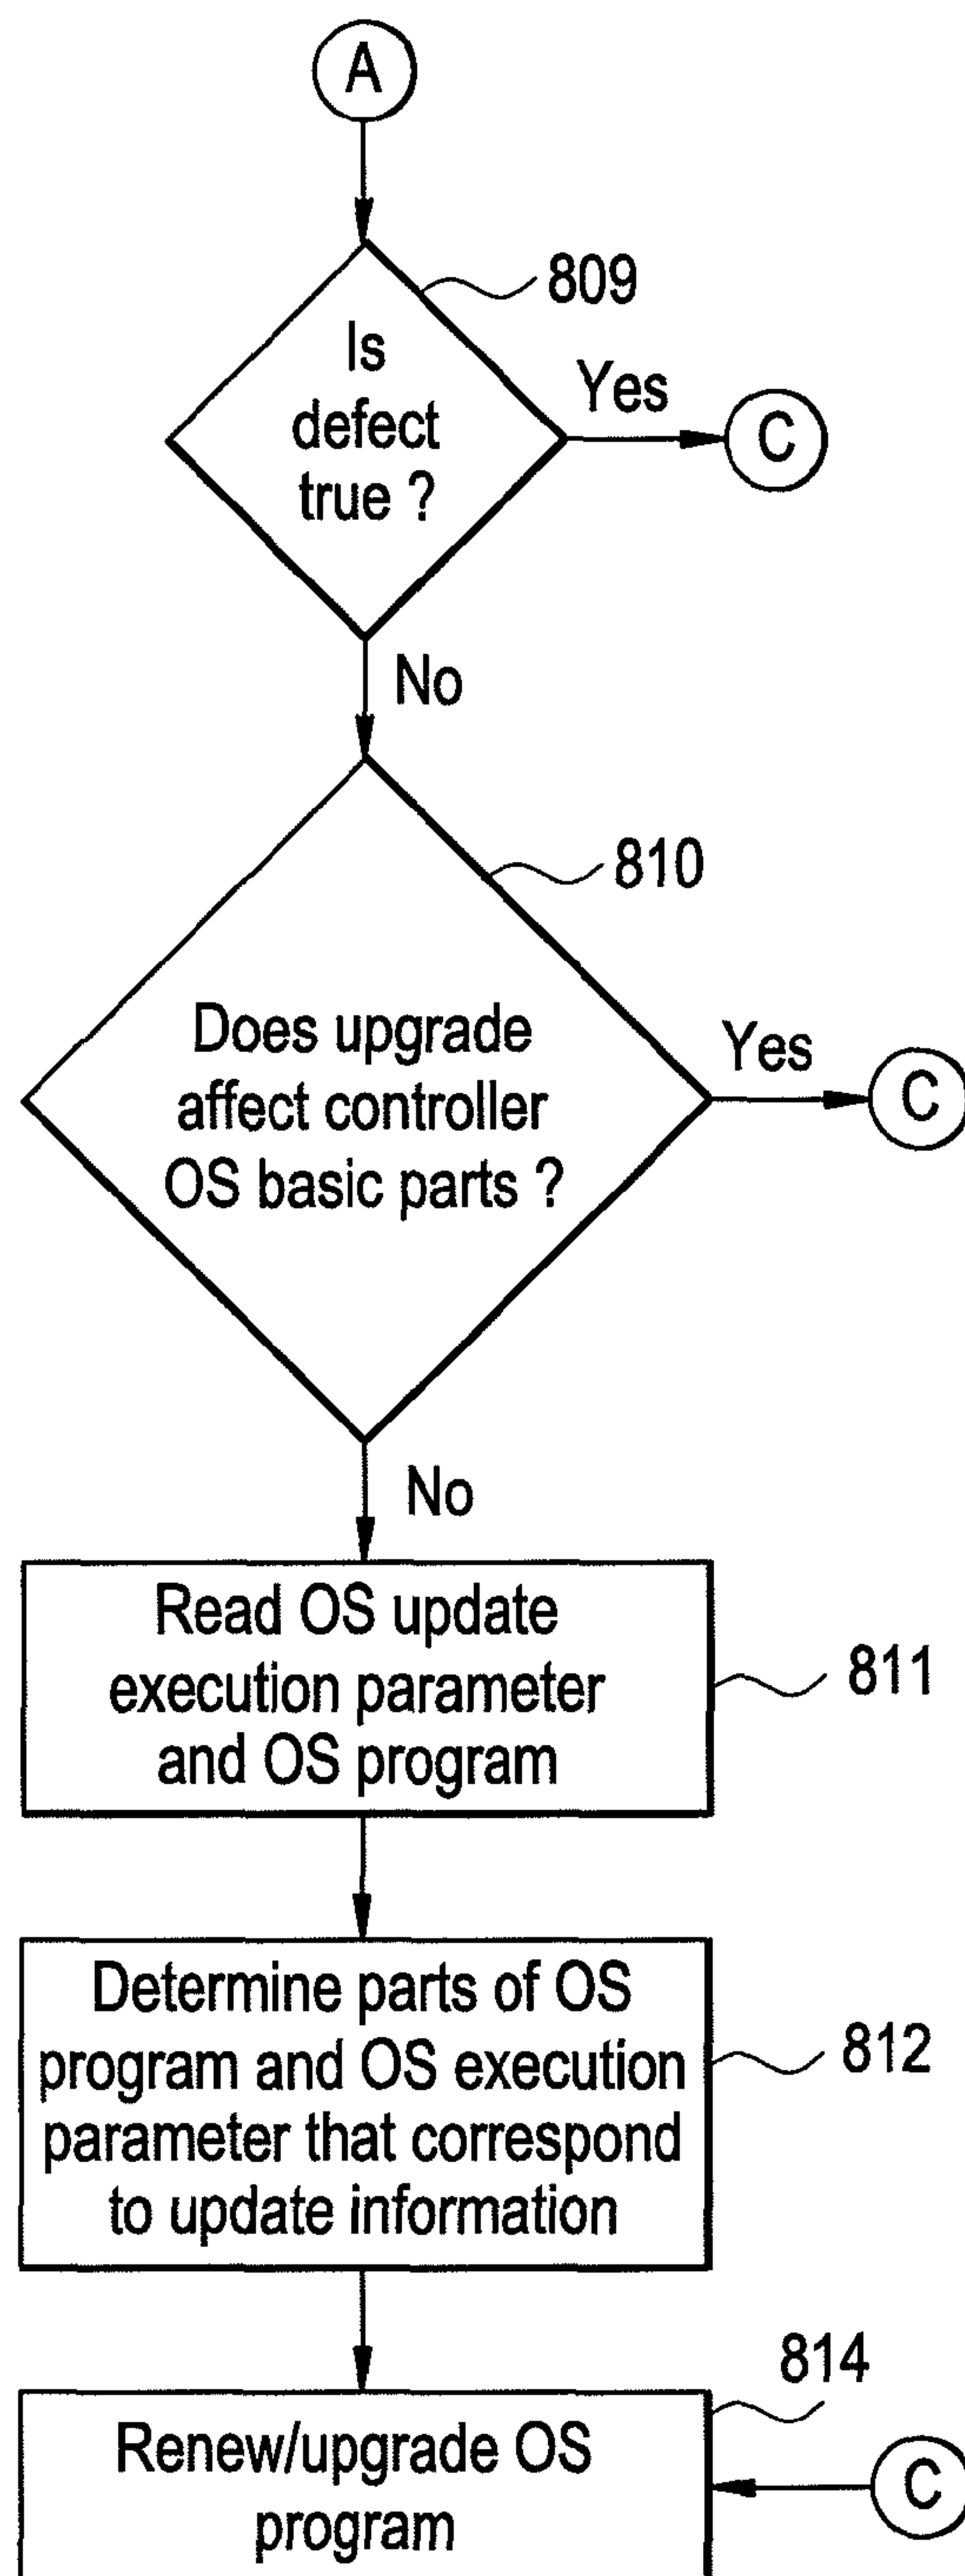 A
809
Is
defect
true ?
Yes
C
No
810
Does upgrade
affect controller
OS basic parts ?
Yes
C
No
Read OS update
execution parameter
and OS program
811
Determine parts of OS
program and OS execution
parameter that correspond
to update information
812
814
Renew/upgrade OS
program
C